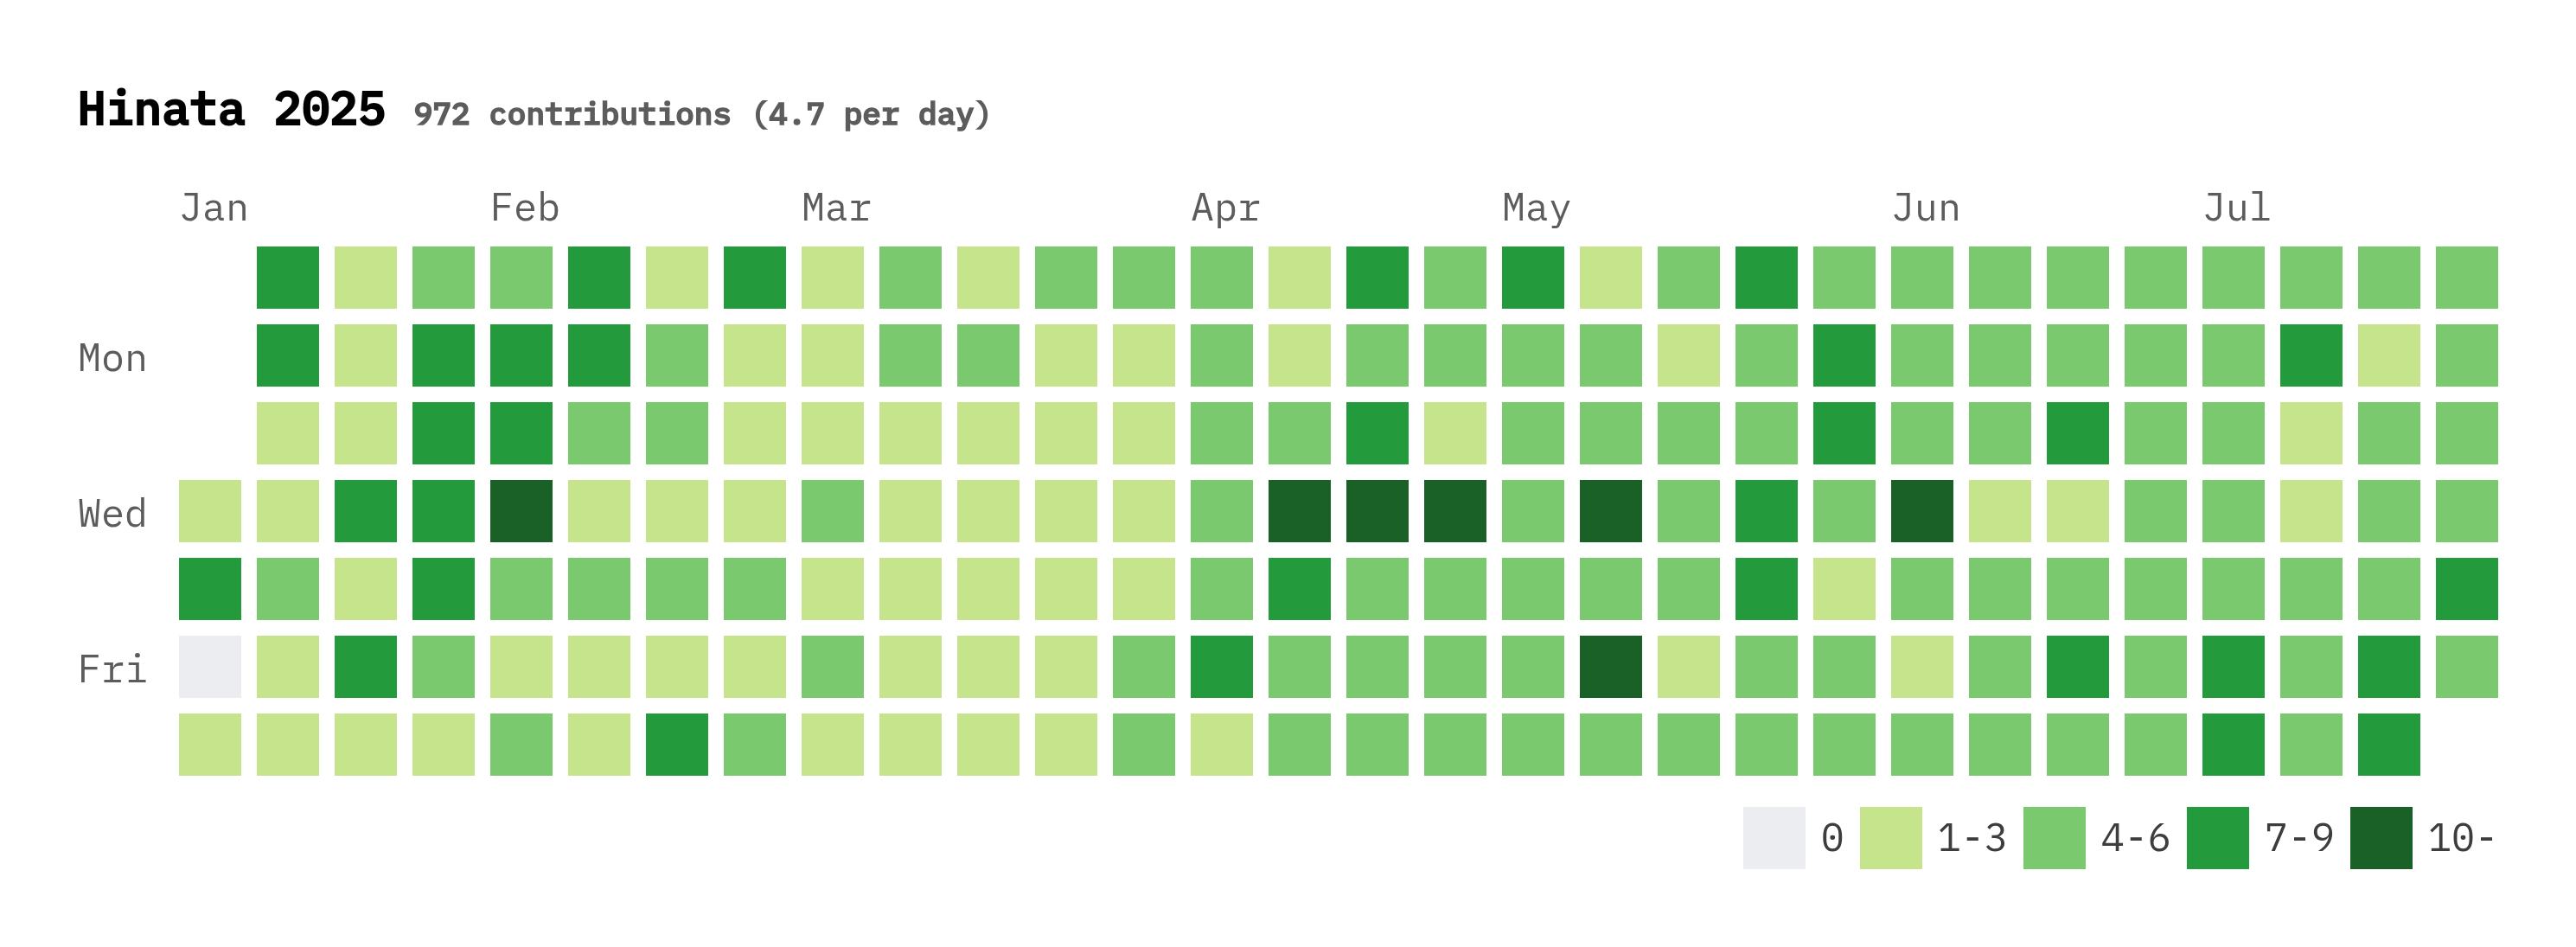 Hinata 2025 972 contributions (4.7 per day)
Jan Feb Mar Apr May Jun Jul
Mon
Wed
Fri
0 1-3 4-6 7-9 10-